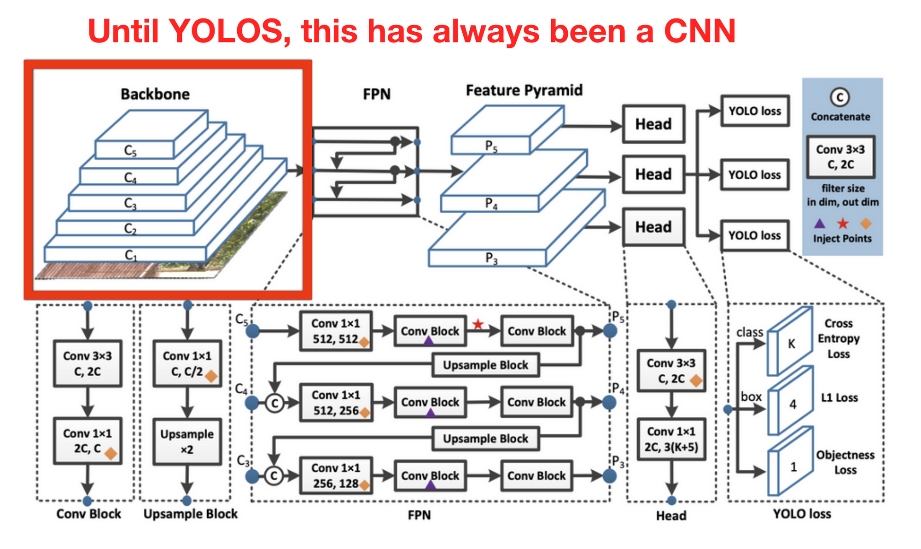 Until YOLOS, this has always been a CNN
Backbone
FPN
Feature Pyramid
C5
C4
C3
C2
C1
P5
P4
P3
Head
Head
Head
YOLO loss
YOLO loss
YOLO loss
C
Concatenate
Conv 3×3
C, 2C
filter size
in dim, out dim
Inject Points
Conv 3×3
C, 2C
Conv 1×1
2C, C
Conv Block
Conv 1×1
C, C/2
Upsample
×2
Upsample Block
C5
Conv 1×1
512, 512
Conv Block
Conv Block
P5
Upsample Block
C4
C
Conv 1×1
512, 256
Conv Block
Conv Block
P4
Upsample Block
C3
C
Conv 1×1
256, 128
Conv Block
Conv Block
P3
FPN
Conv 3×3
C, 2C
Conv 1×1
2C, 3(K+5)
Head
class
K
Cross
Entropy
Loss
box
4
L1 Loss
1
Objectness
Loss
YOLO loss